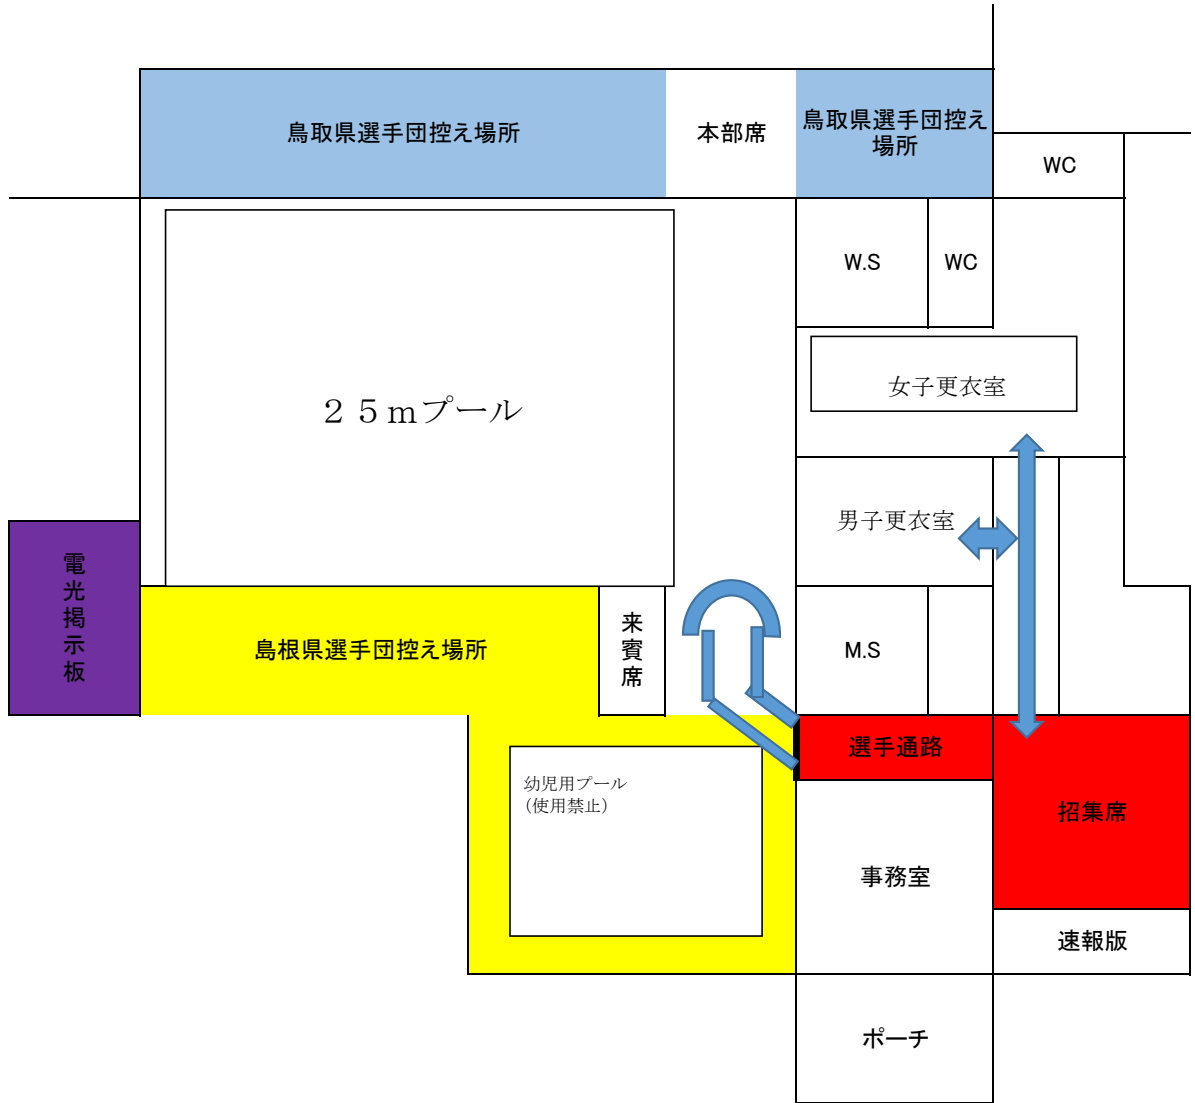 鳥取県選手団控え場所
本部席
鳥取県選手団控え
場所
WC
W.S
WC
女子更衣室
２５ｍプール
男子更衣室
電光掲示板
島根県選手団控え場所
来賓席
M.S
選手通路
幼児用プール
（使用禁止）
招集席
事務室
速報版
ポーチ